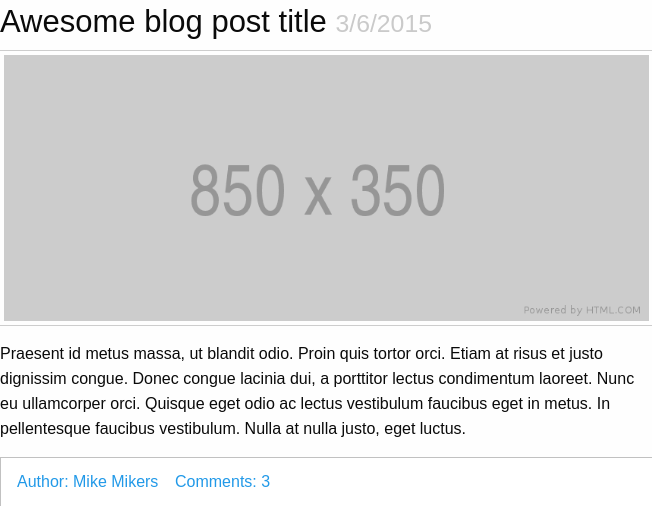 Awesome blog post title 3/6/2015
850 x 350
Powered by HTML.COM
Praesent id metus massa, ut blandit odio. Proin quis tortor orci. Etiam at risus et justo
dignissim congue. Donec congue lacinia dui, a porttitor lectus condimentum laoreet. Nunc
eu ullamcorper orci. Quisque eget odio ac lectus vestibulum faucibus eget in metus. In
pellentesque faucibus vestibulum. Nulla at nulla justo, eget luctus.
Author: Mike Mikers Comments: 3